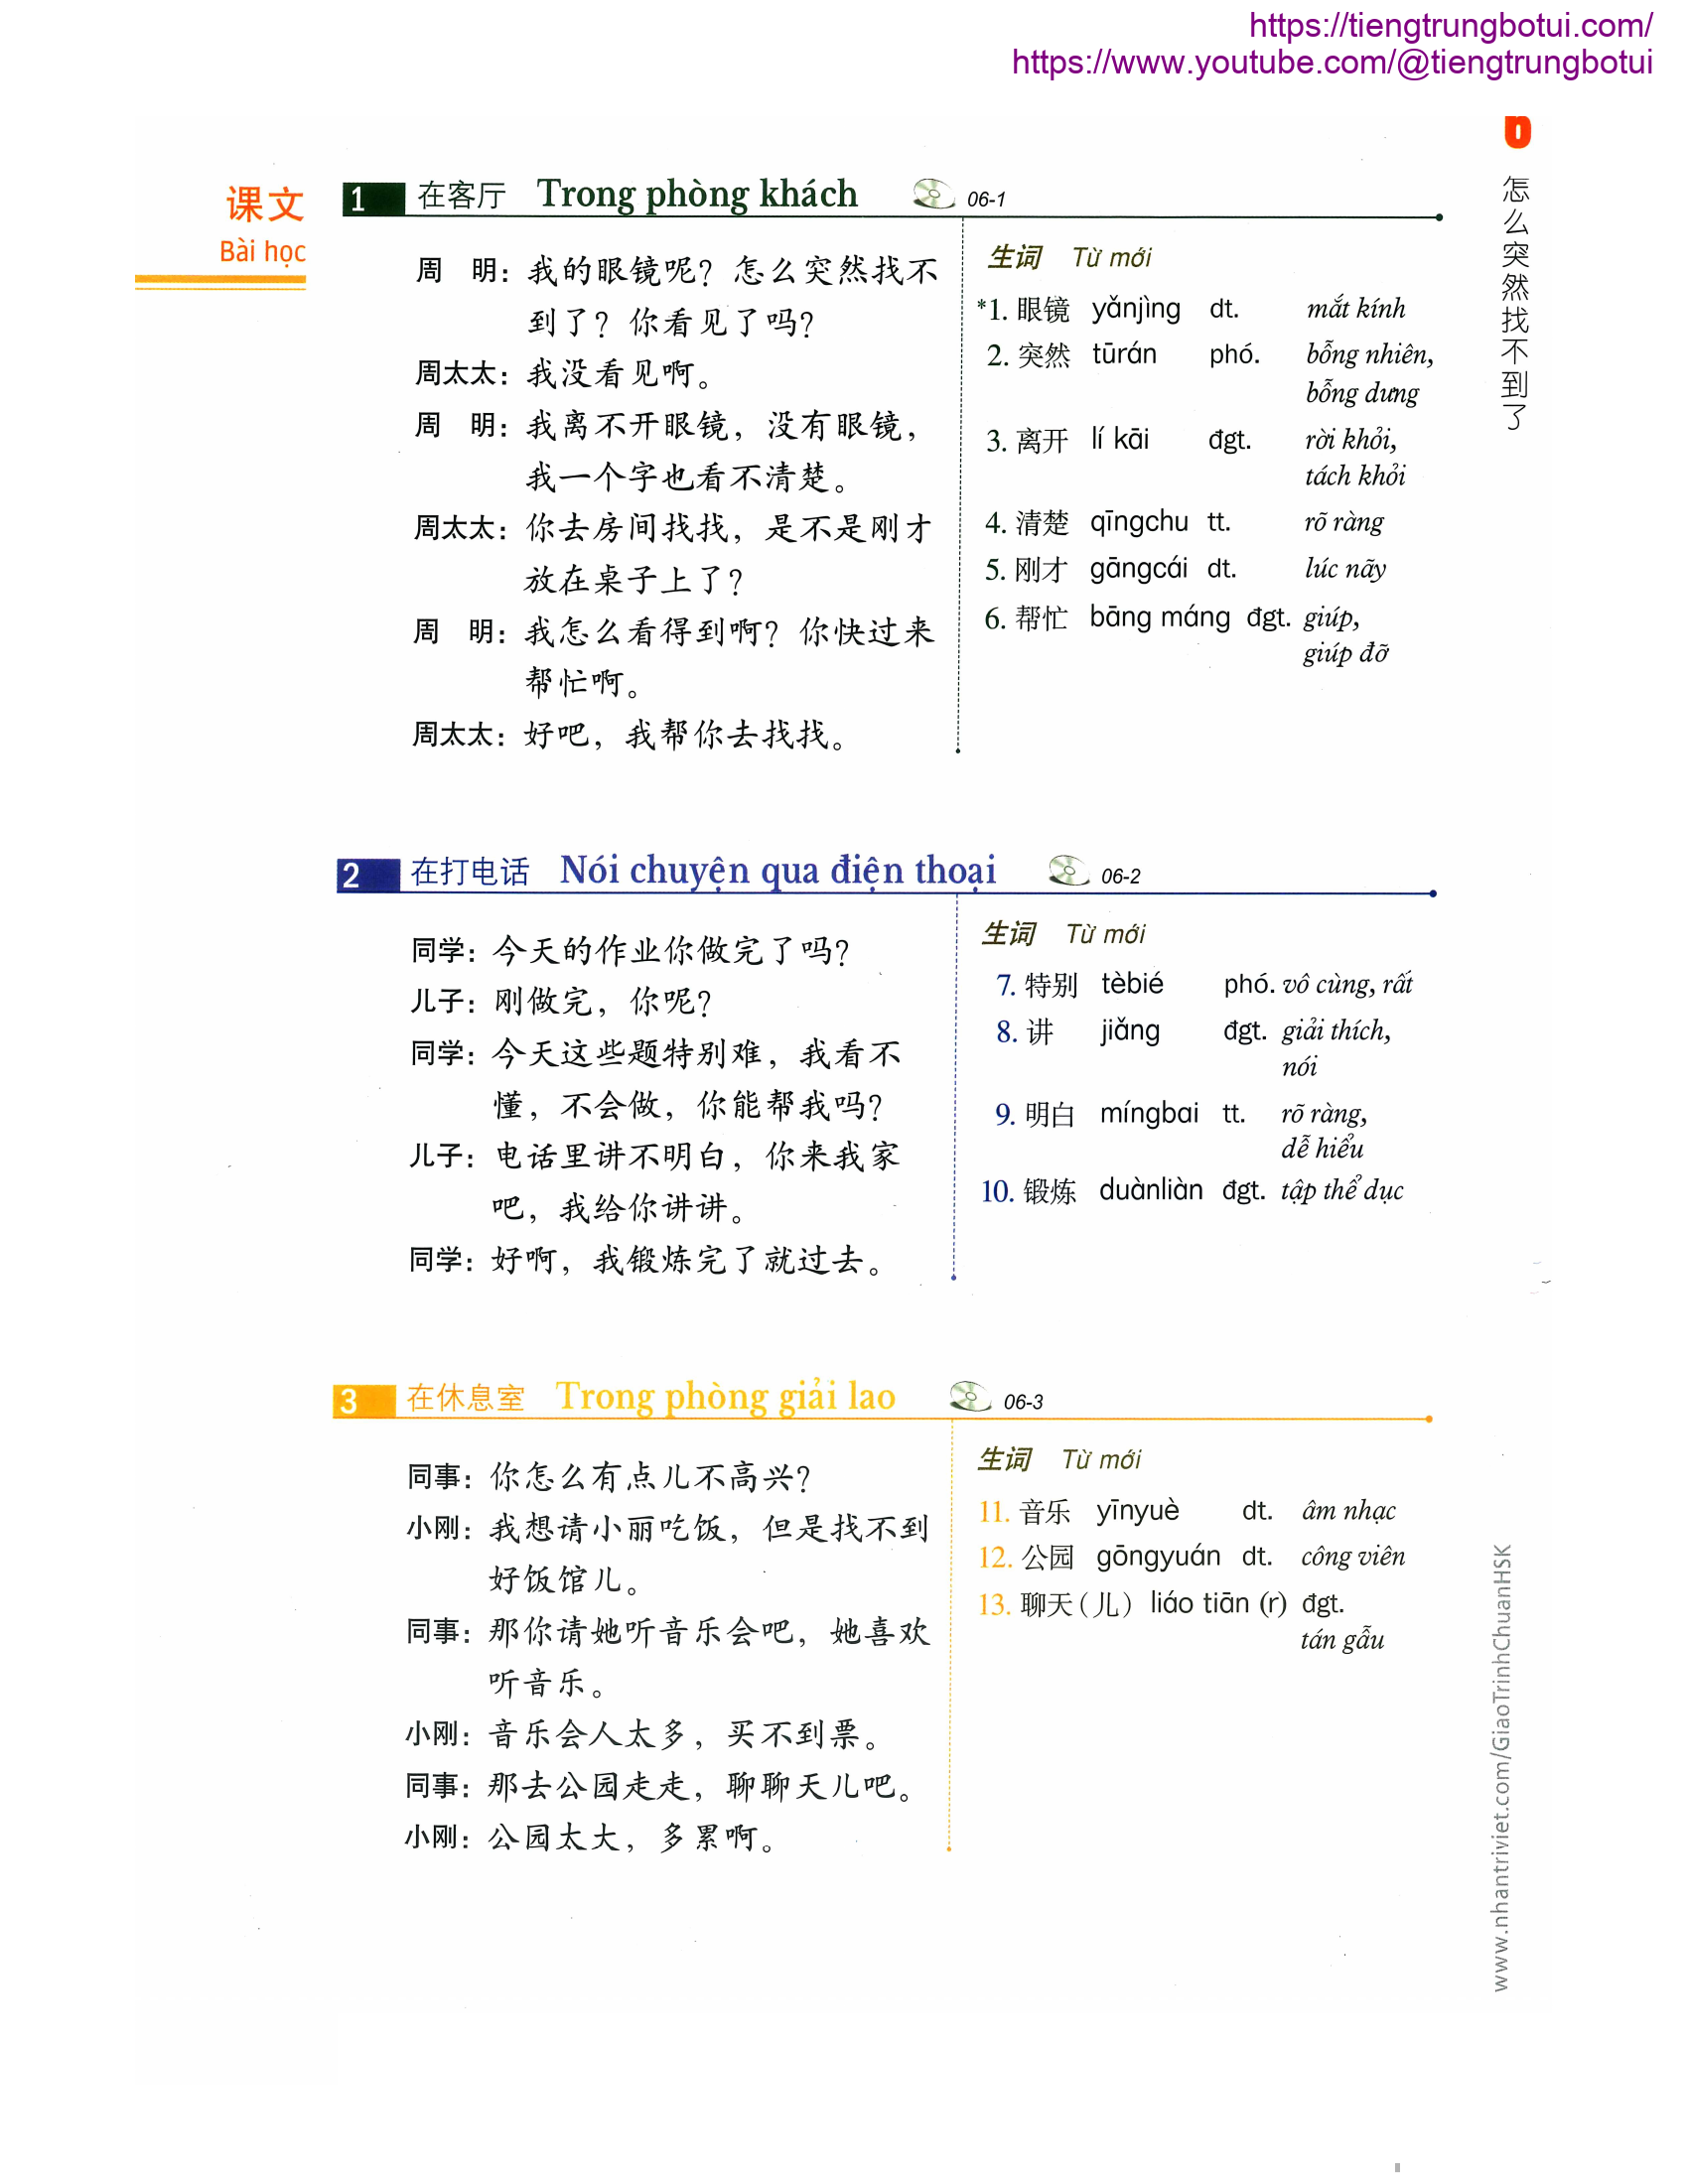 https://tiengtrungbotui.com/
https://www.youtube.com/@tiengtrungbotui
6
怎么突然找不到了
课文
Bài học
1 在客厅 Trong phòng khách 06-1
周 明：我的眼镜呢？怎么突然找不
到了？你看见了吗？
周太太：我没看见啊。
周 明：我离不开眼镜，没有眼镜，
我一个字也看不清楚。
周太太：你去房间找找，是不是刚才
放在桌子上了？
周 明：我怎么看得到啊？你快过来
帮忙啊。
周太太：好吧，我帮你去找找。
生词 Từ mới
*1. 眼镜 yǎnjìng dt. mắt kính
2. 突然 tūrán phó. bỗng nhiên,
bỗng dưng
3. 离开 lí kāi đgt. rời khỏi,
tách khỏi
4. 清楚 qīngchu tt. rõ ràng
5. 刚才 gāngcái dt. lúc nãy
6. 帮忙 bāng máng đgt. giúp,
giúp đỡ
2 在打电话 Nói chuyện qua điện thoại 06-2
同学：今天的作业你做完了吗？
儿子：刚做完，你呢？
同学：今天这些题特别难，我看不
懂，不会做，你能帮我吗？
儿子：电话里讲不明白，你来我家
吧，我给你讲讲。
同学：好啊，我锻炼完了就过去。
生词 Từ mới
7. 特别 tèbié phó. vô cùng, rất
8. 讲 jiǎng đgt. giải thích,
nói
9. 明白 míngbai tt. rõ ràng,
dễ hiểu
10. 锻炼 duànliàn đgt. tập thể dục
3 在休息室 Trong phòng giải lao 06-3
同事：你怎么有点儿不高兴？
小刚：我想请小丽吃饭，但是找不到
好饭馆儿。
同事：那你请她听音乐会吧，她喜欢
听音乐。
小刚：音乐会人太多，买不到票。
同事：那去公园走走，聊聊天儿吧。
小刚：公园太大，多累啊。
生词 Từ mới
11. 音乐 yīnyuè dt. âm nhạc
12. 公园 gōngyuán dt. công viên
13. 聊天（儿）liáo tiān (r) đgt.
tán gẫu
www.nhantriviet.com/GiaoTrinhChuanHSK